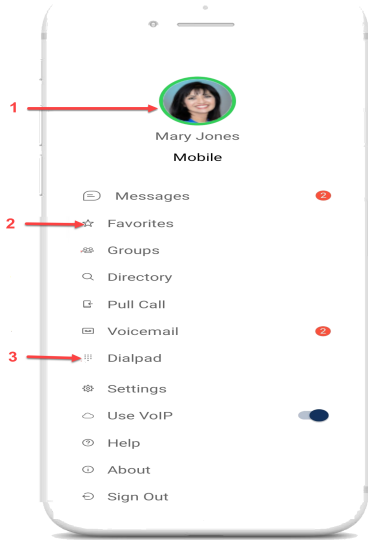 1
Mary Jones
Mobile
Messages 2
2 Favorites
Groups
Directory
Pull Call
Voicemail 2
3 Dialpad
Settings
Use VoIP
Help
About
Sign Out